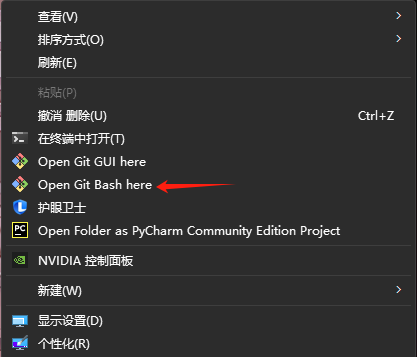 查看(V)
排序方式(O)
刷新(E)
粘贴(P)
撤消 删除(U) Ctrl+Z
在终端中打开(T)
Open Git GUI here
Open Git Bash here
护眼卫士
PC Open Folder as PyCharm Community Edition Project
NVIDIA 控制面板
新建(W)
显示设置(D)
个性化(R)